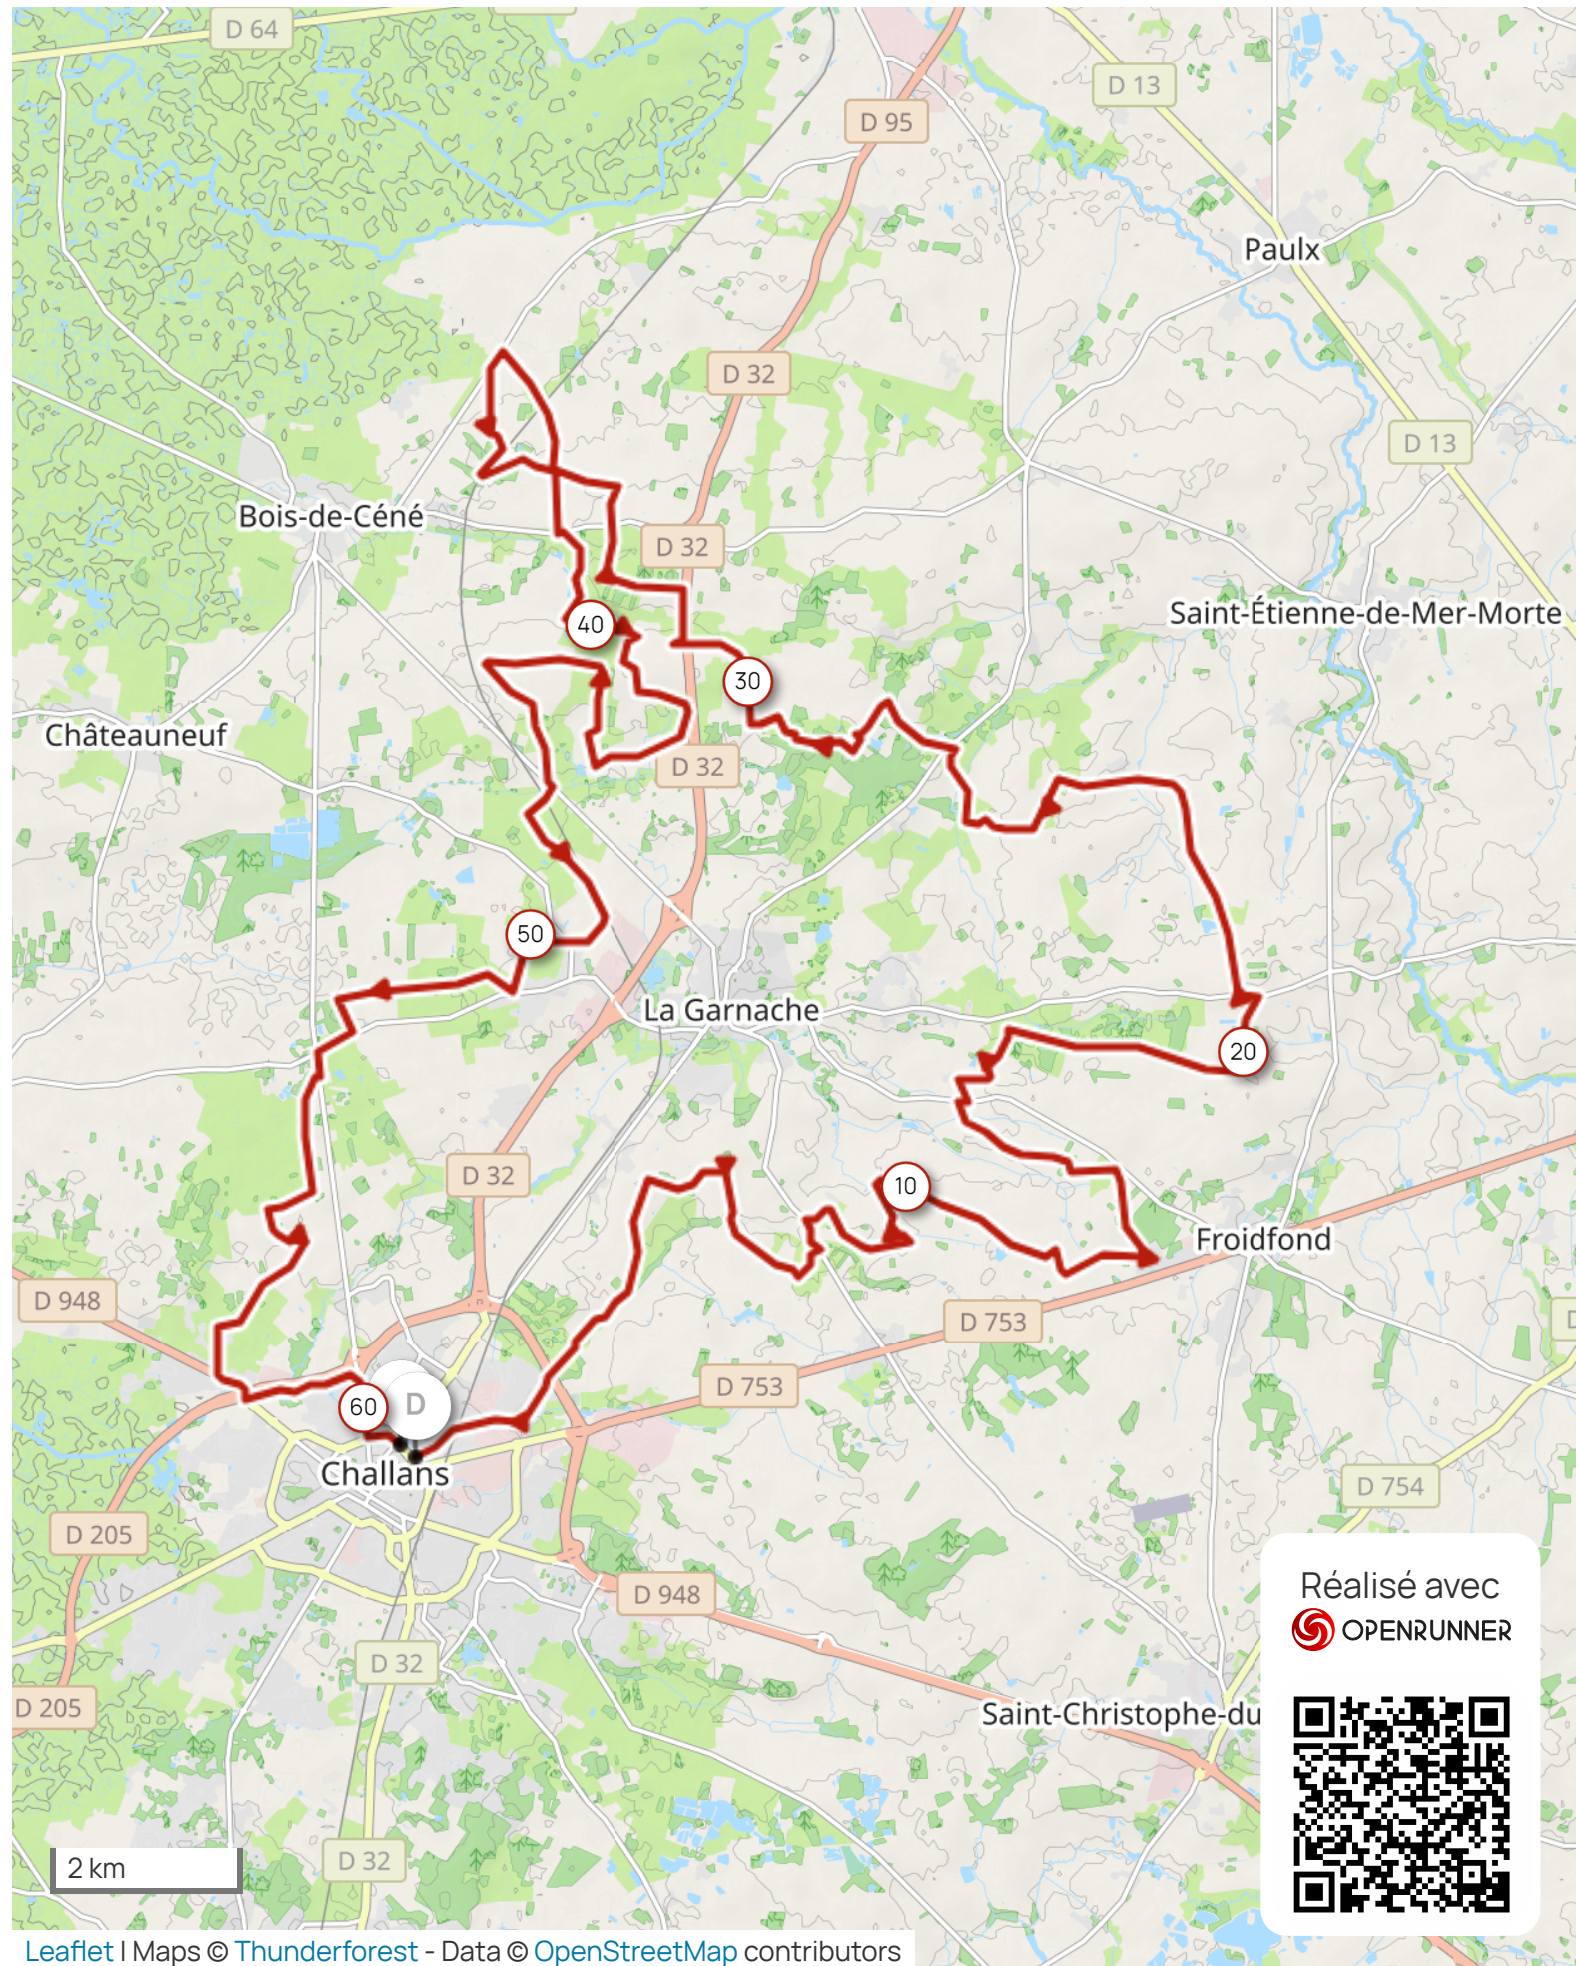 D 64
D 13
D 95
Paulx
D 32
D 13
Bois-de-Céné
D 32
Saint-Étienne-de-Mer-Morte
40
30
Châteauneuf
D 32
50
La Garnache
20
D 32
10
Froidfond
D 948
D 753
D 753
60
D
Challans
D 754
D 205
D 948
Réalisé avec
OPENRUNNER
D 32
D 205
Saint-Christophe-du
D 32
2 km
Leaflet | Maps © Thunderforest - Data © OpenStreetMap contributors